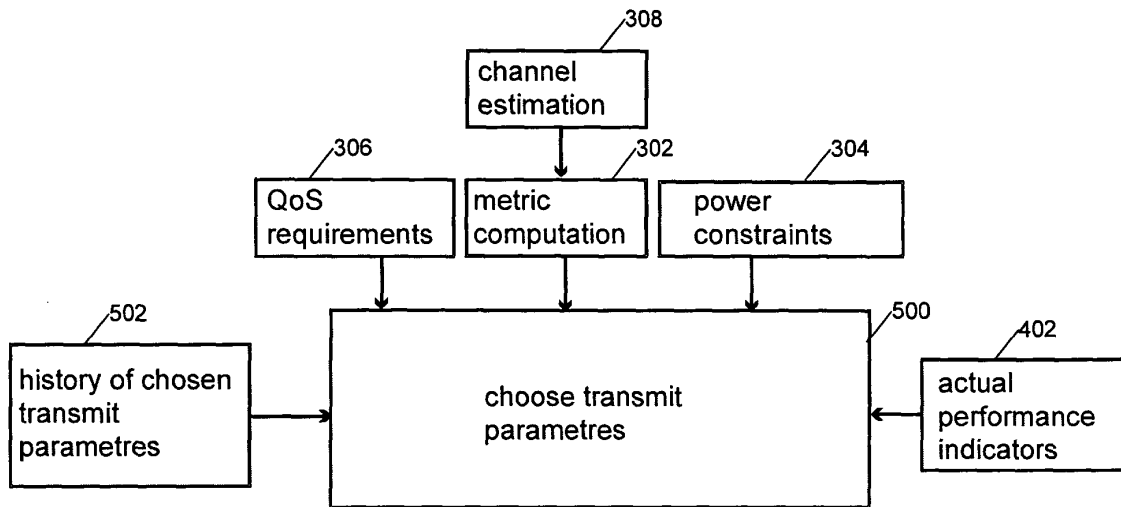 308
channel
estimation
306
302
304
QoS
requirements
metric
computation
power
constraints
502
500
402
history of chosen
transmit
parametres
choose transmit
parametres
actual
performance
indicators